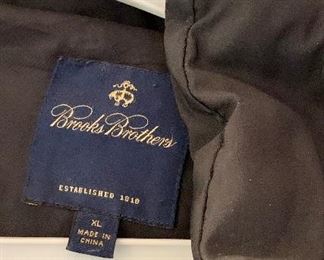 Brooks Brothers
ESTABLISHED 1818
XL
MADE IN
CHINA